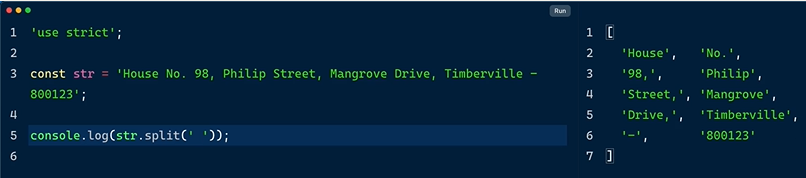 Run
1 'use strict';
2
3 const str = 'House No. 98, Philip Street, Mangrove Drive, Timberville -
800123';
4
5 console.log(str.split(' '));
6
1 [
2 'House', 'No.',
3 '98,', 'Philip',
4 'Street,', 'Mangrove',
5 'Drive,', 'Timberville',
6 '-', '800123'
7 ]